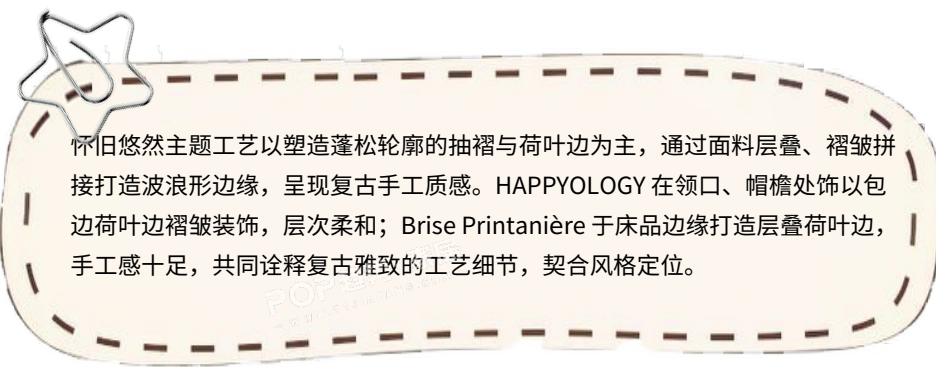 怀旧悠然主题工艺以塑造蓬松轮廓的抽褶与荷叶边为主，通过面料层叠、褶皱拼
接打造波浪形边缘，呈现复古手工质感。HAPPYOLOGY 在领口、帽檐处饰以包
边荷叶边褶皱装饰，层次柔和；Brise Printanière 于床品边缘打造层叠荷叶边，
手工感十足，共同诠释复古雅致的工艺细节，契合风格定位。